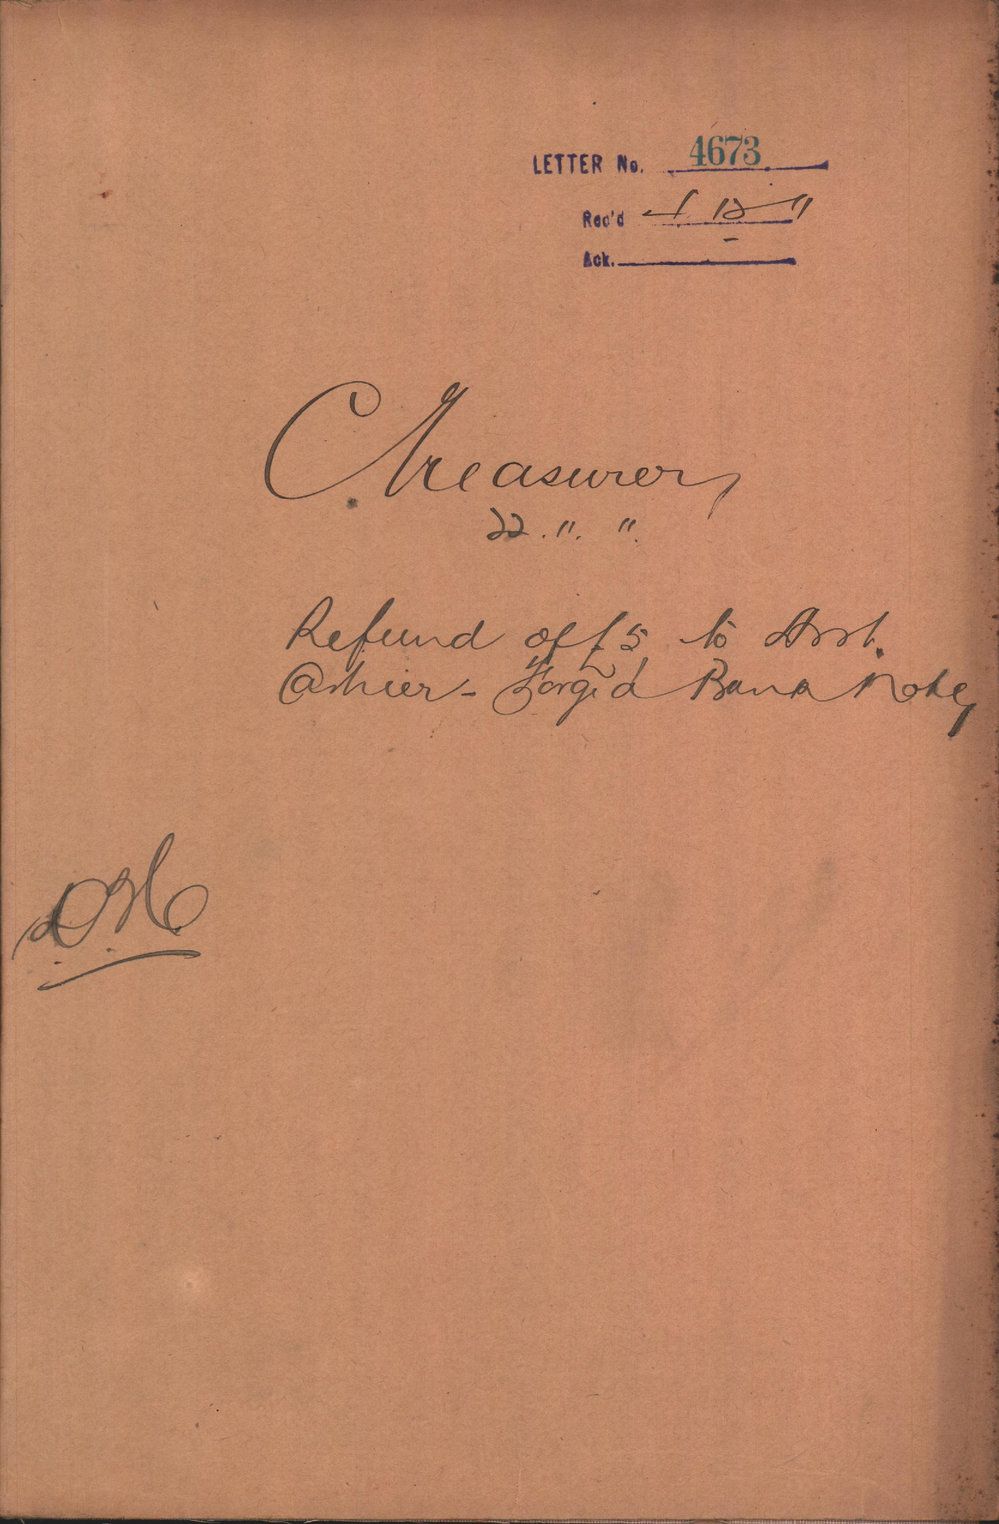 LETTER No. 4673
Rec'd 1 12 11
Ack.
C. Treasurer
22. 11. 11.
Refund of £5 to Asst.
Cashier - Forged Bank Note